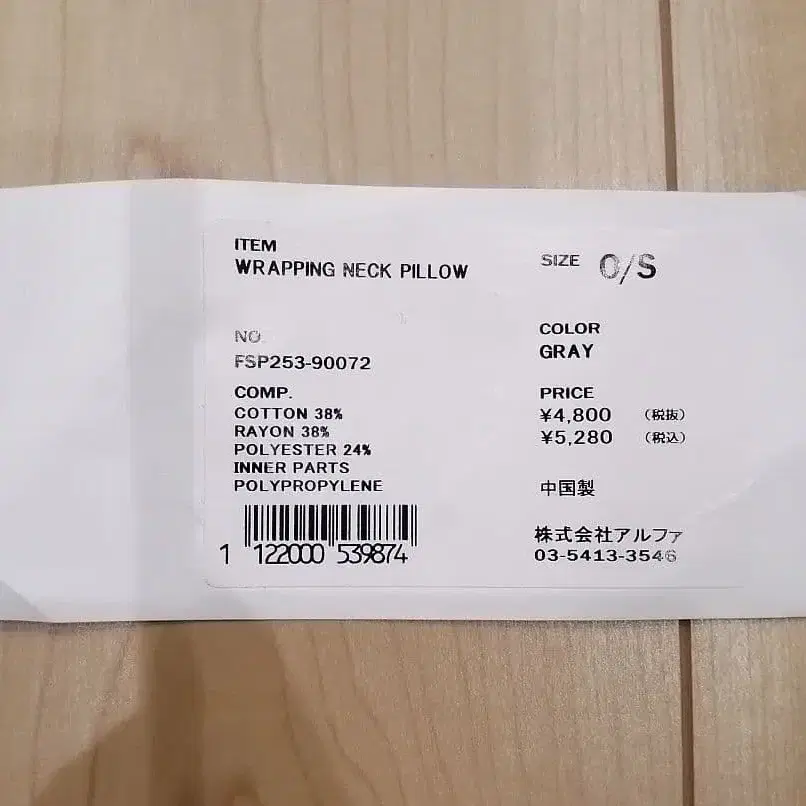 ITEM
WRAPPING NECK PILLOW
SIZE O/S
NO.
FSP253-90072
COLOR
GRAY
COMP.
COTTON 38%
RAYON 38%
POLYESTER 24%
INNER PARTS
POLYPROPYLENE
PRICE
¥4,800 (税抜)
¥5,280 (税込)
中国製
1 122000 539874
株式会社アルファ
03-5413-3546